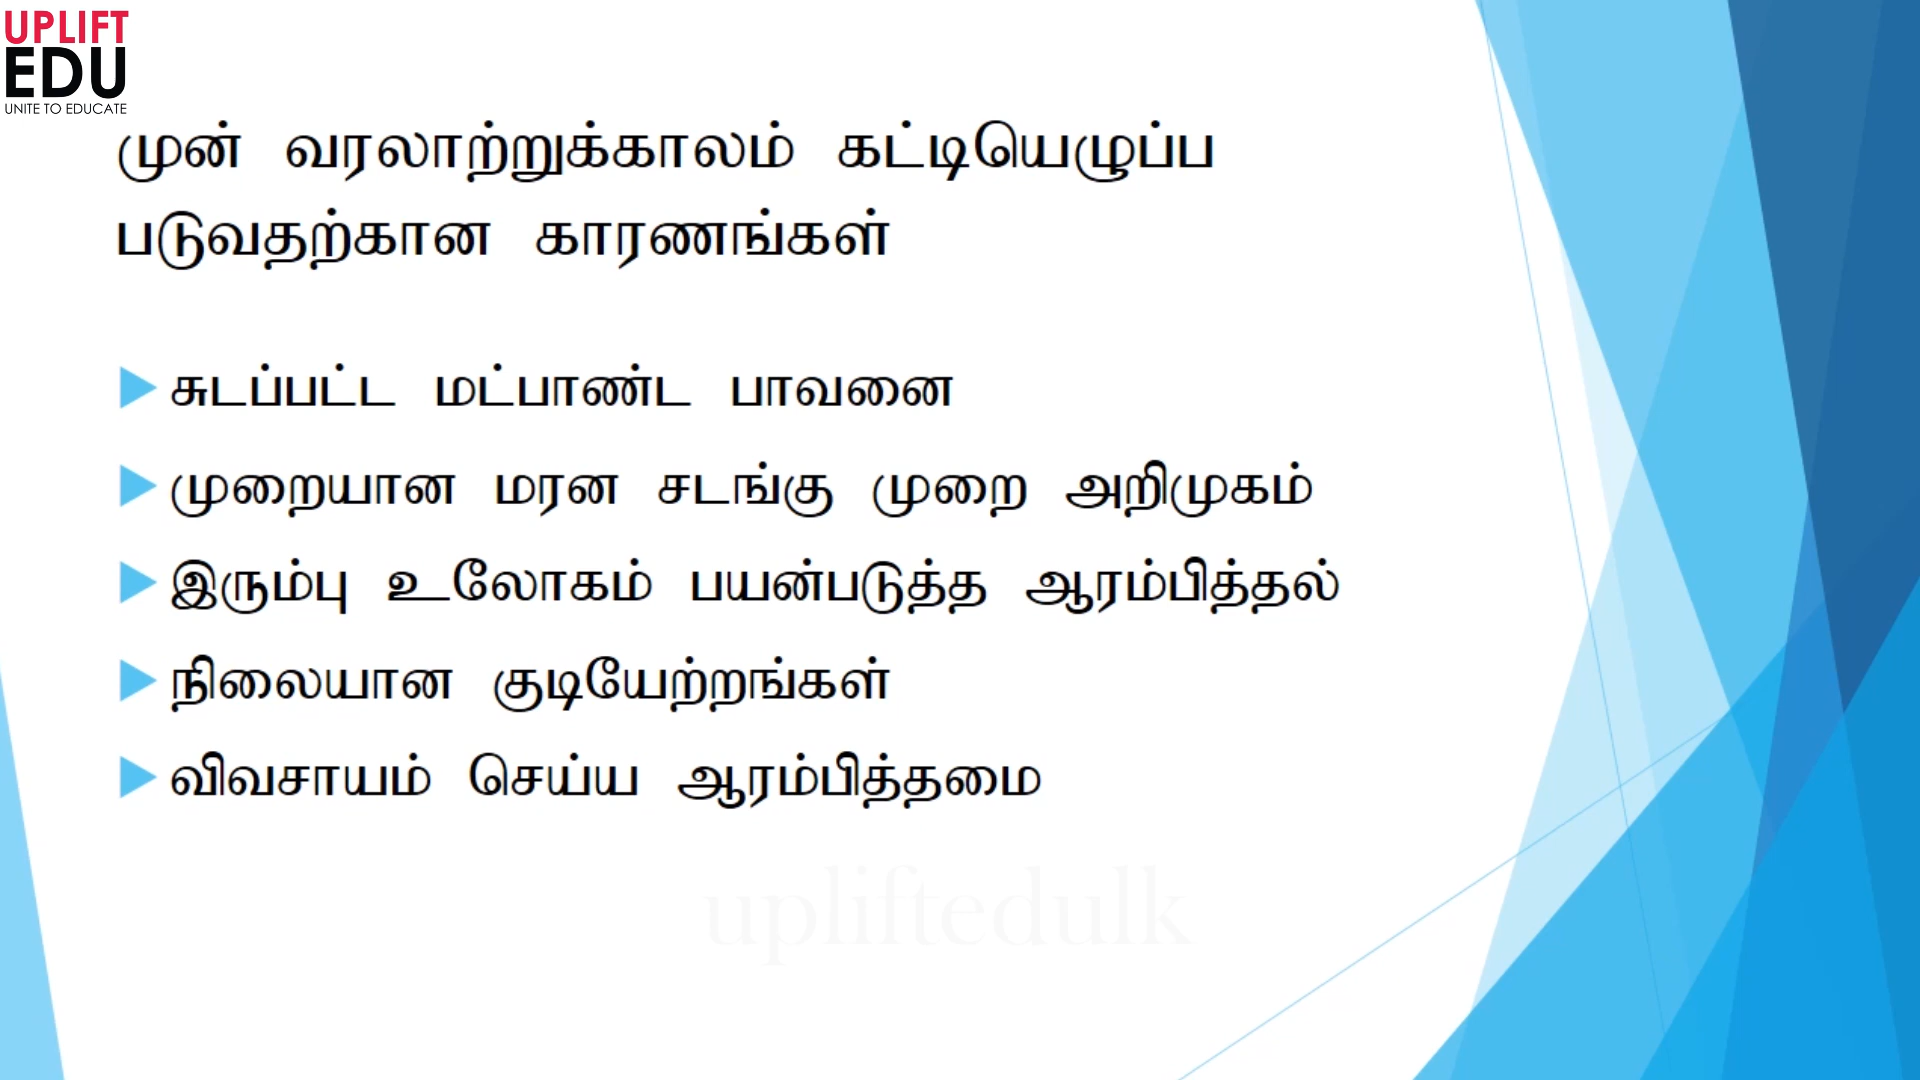 UPLIFT
EDU
UNITE TO EDUCATE
முன் வரலாற்றுக்காலம் கட்டியெழுப்ப
படுவதற்கான காரணங்கள்
சுடப்பட்ட மட்பாண்ட பாவனை
முறையான மரன சடங்கு முறை அறிமுகம்
இரும்பு உலோகம் பயன்படுத்த ஆரம்பித்தல்
நிலையான குடியேற்றங்கள்
விவசாயம் செய்ய ஆரம்பித்தமை
upliftedulk